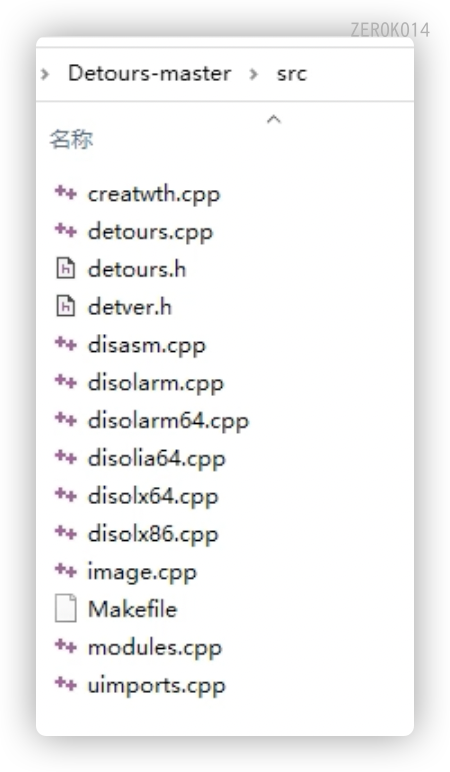 ZER0K014
Detours-master > src
名称
creatwth.cpp
detours.cpp
detours.h
detver.h
disasm.cpp
disolarm.cpp
disolarm64.cpp
disolia64.cpp
disolx64.cpp
disolx86.cpp
image.cpp
Makefile
modules.cpp
uimports.cpp